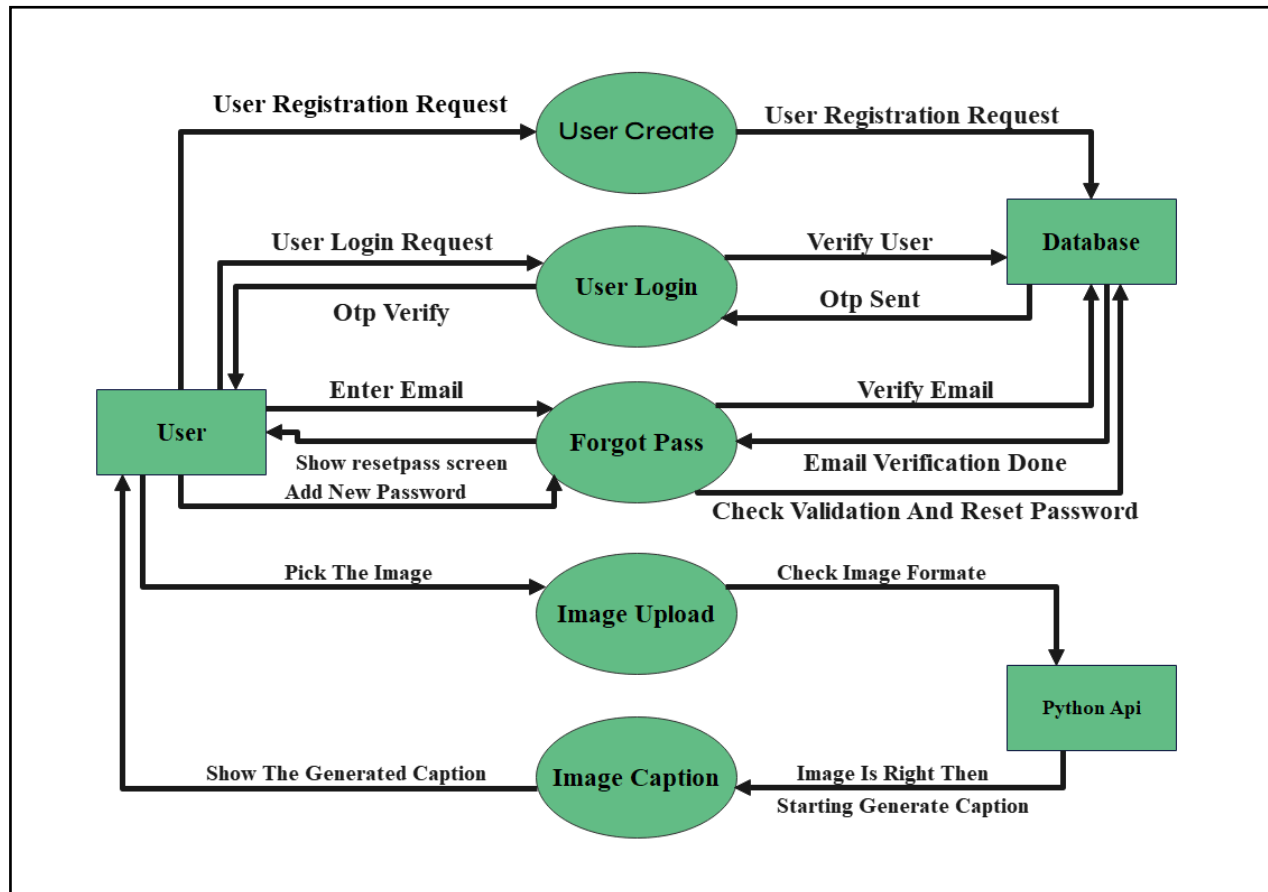 User Registration Request
User Create
User Registration Request
User Login Request
User Login
Verify User
Database
Otp Verify
Otp Sent
Enter Email
Verify Email
User
Forgot Pass
Show resetpass screen
Email Verification Done
Add New Password
Check Validation And Reset Password
Pick The Image
Image Upload
Check Image Formate
Python Api
Show The Generated Caption
Image Caption
Image Is Right Then
Starting Generate Caption